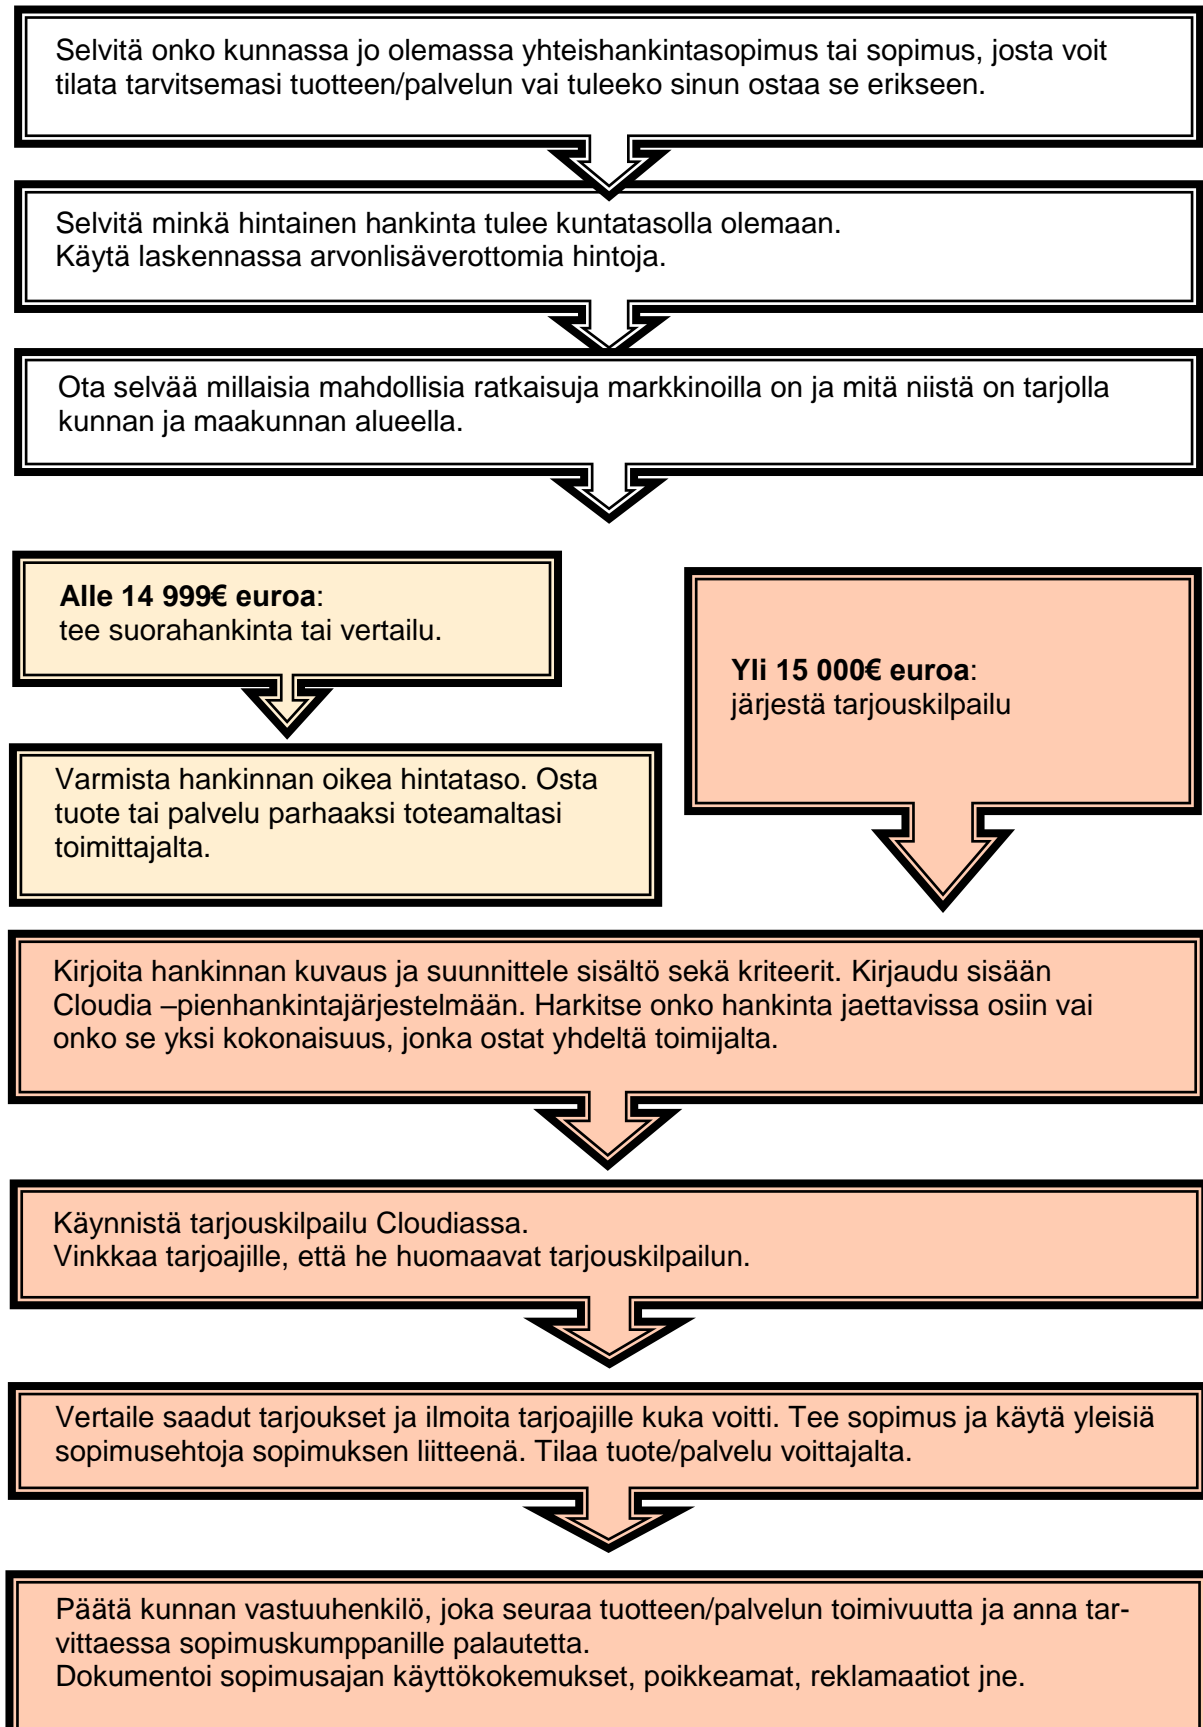 Selvitä onko kunnassa jo olemassa yhteishankintasopimus tai sopimus, josta voit
tilata tarvitsemasi tuotteen/palvelun vai tuleeko sinun ostaa se erikseen.
Selvitä minkä hintainen hankinta tulee kuntatasolla olemaan.
Käytä laskennassa arvonlisäverottomia hintoja.
Ota selvää millaisia mahdollisia ratkaisuja markkinoilla on ja mitä niistä on tarjolla
kunnan ja maakunnan alueella.
Alle 14 999€ euroa:
tee suorahankinta tai vertailu.
Varmista hankinnan oikea hintataso. Osta
tuote tai palvelu parhaaksi toteamaltasi
toimittajalta.
Yli 15 000€ euroa:
järjestä tarjouskilpailu
Kirjoita hankinnan kuvaus ja suunnittele sisältö sekä kriteerit. Kirjaudu sisään
Cloudia –pienhankintajärjestelmään. Harkitse onko hankinta jaettavissa osiin vai
onko se yksi kokonaisuus, jonka ostat yhdeltä toimijalta.
Käynnistä tarjouskilpailu Cloudiassa.
Vinkkaa tarjoajille, että he huomaavat tarjouskilpailun.
Vertaile saadut tarjoukset ja ilmoita tarjoajille kuka voitti. Tee sopimus ja käytä yleisiä
sopimusehtoja sopimuksen liitteenä. Tilaa tuote/palvelu voittajalta.
Päätä kunnan vastuuhenkilö, joka seuraa tuotteen/palvelun toimivuutta ja anna tar-
vittaessa sopimuskumppanille palautetta.
Dokumentoi sopimusajan käyttökokemukset, poikkeamat, reklamaatiot jne.